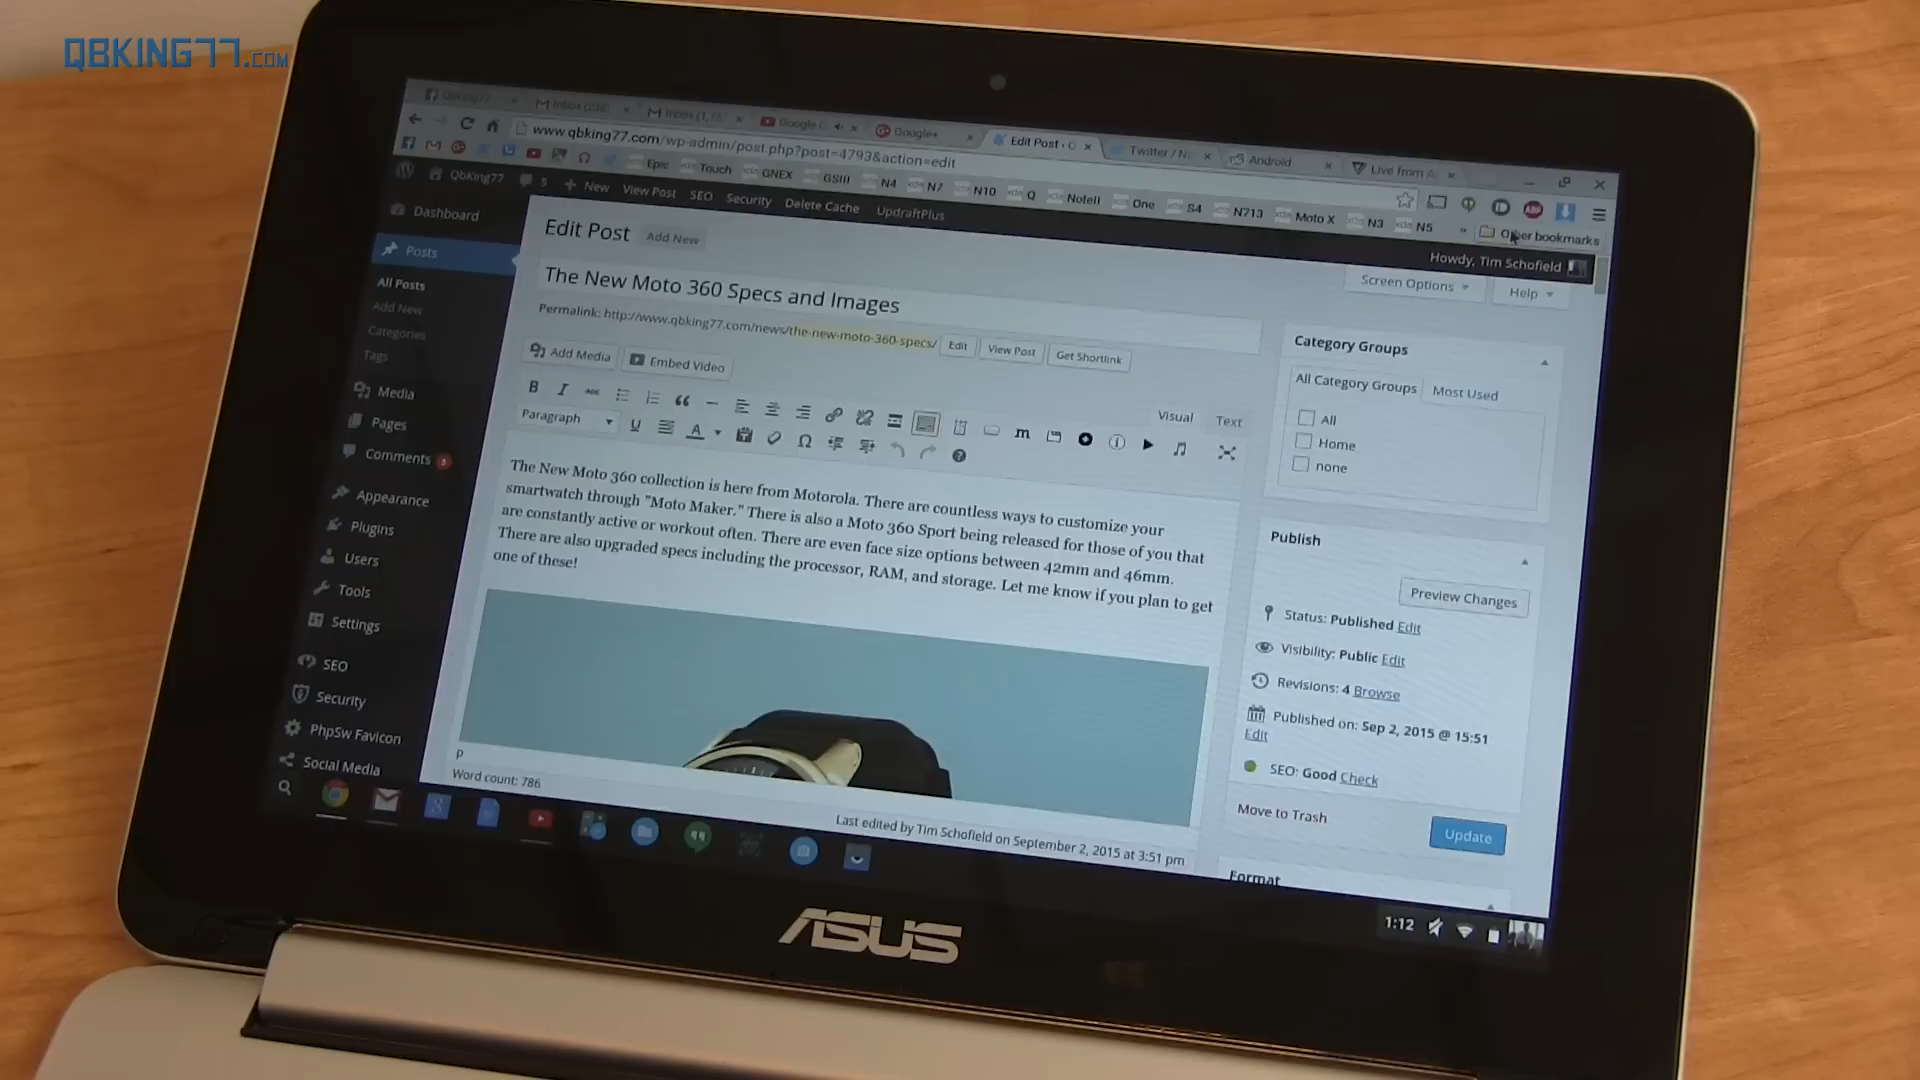 QBKING77.COM
Qbking77
Inbox (1,75
Google
Google+
Edit Post
Twitter / N
Android
Live from A
www.qbking77.com/wp-admin/post.php?post=4793&action=edit
Epic
Touch
GNEX
GSIII
N4
N7
N10
Q
NoteII
One
S4
N713
Moto X
N3
N5
»
Other bookmarks
QbKing77
5
+ New
View Post
SEO
Security
Delete Cache
UpdraftPlus
Howdy, Tim Schofield
Dashboard
Posts
All Posts
Add New
Categories
Tags
Media
Pages
Comments 3
Appearance
Plugins
Users
Tools
Settings
SEO
Security
PhpSw Favicon
Social Media
Edit Post
Add New
Screen Options
Help
The New Moto 360 Specs and Images
Permalink: http://www.qbking77.com/news/the-new-moto-360-specs/
Edit
View Post
Get Shortlink
Add Media
Embed Video
Visual
Text
B I ABC
m
Paragraph
U
A
Ω
The New Moto 360 collection is here from Motorola. There are countless ways to customize your
smartwatch through "Moto Maker." There is also a Moto 360 Sport being released for those of you that
are constantly active or workout often. There are even face size options between 42mm and 46mm.
There are also upgraded specs including the processor, RAM, and storage. Let me know if you plan to get
one of these!
p
Word count: 786
Last edited by Tim Schofield on September 2, 2015 at 3:51 pm
Category Groups
All Category Groups
Most Used
All
Home
none
Publish
Preview Changes
Status: Published Edit
Visibility: Public Edit
Revisions: 4 Browse
Published on: Sep 2, 2015 @ 15:51
Edit
SEO: Good Check
Move to Trash
Update
Format
1:12
ASUS